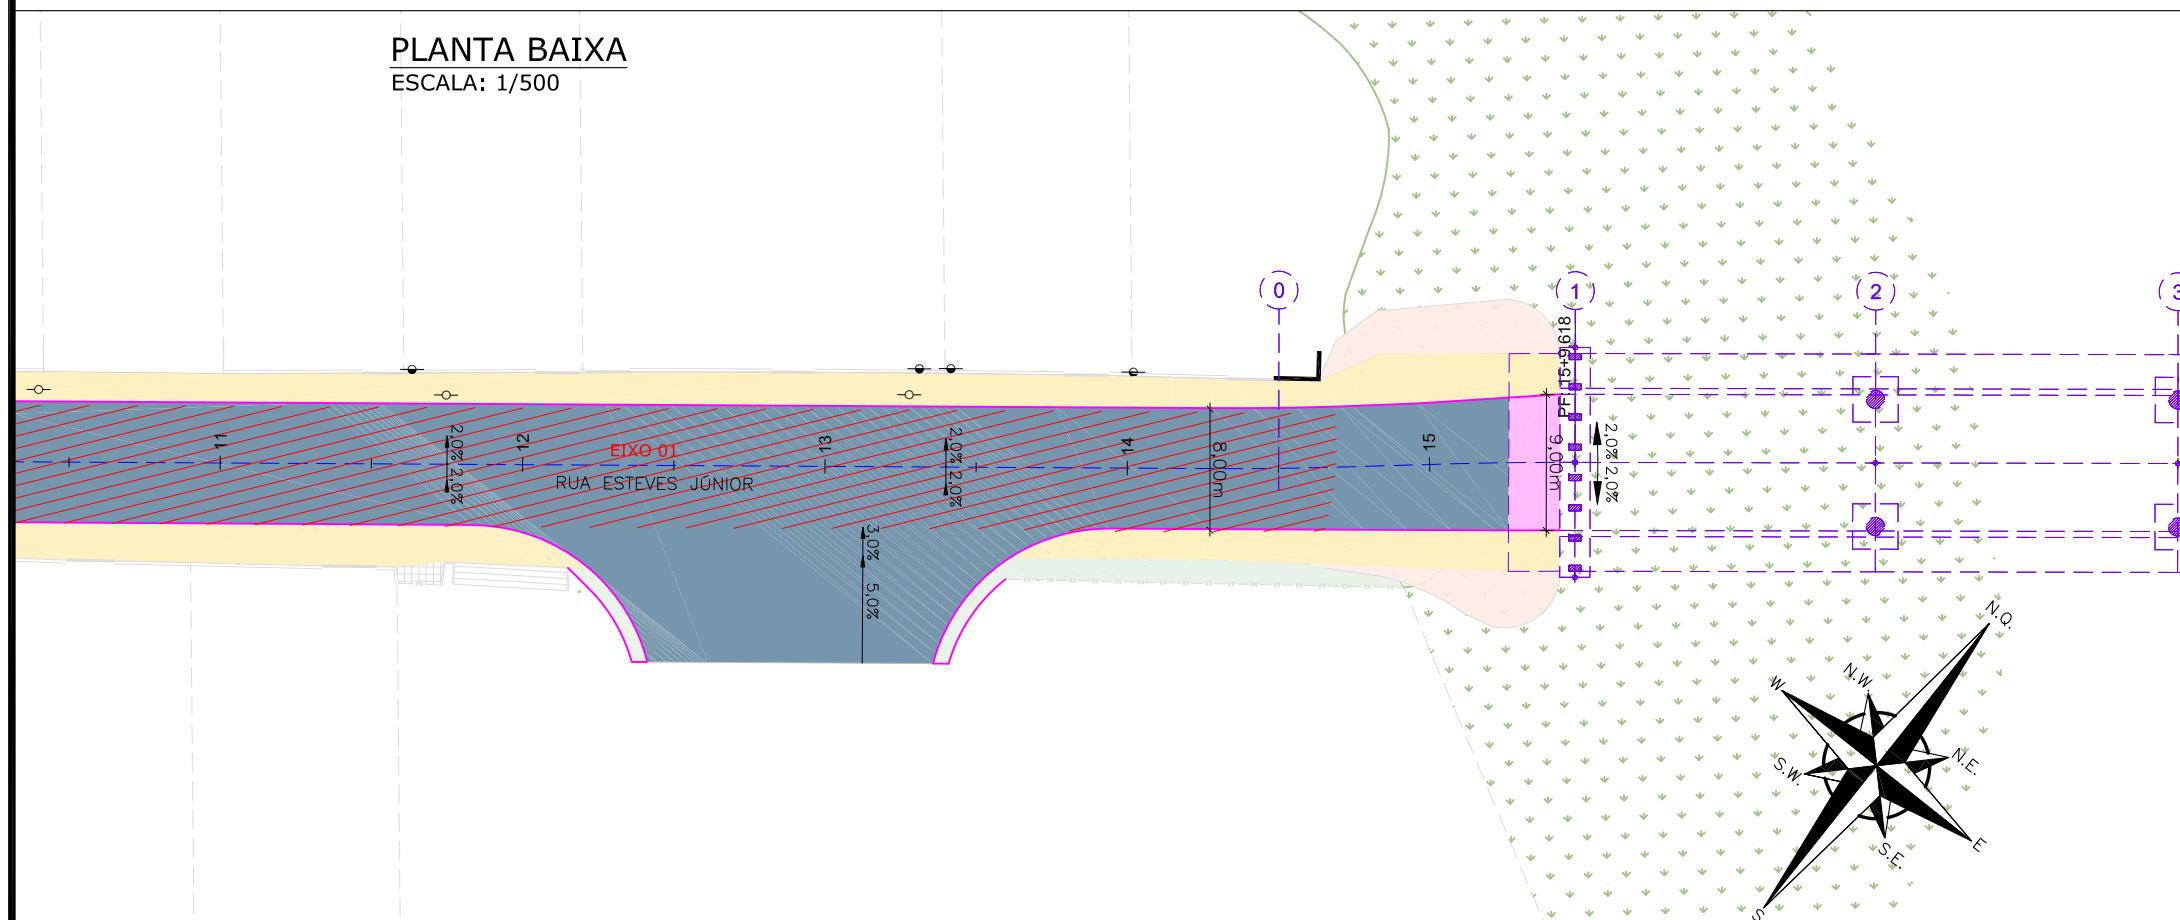 PLANTA BAIXA
ESCALA: 1/500
0
1
2
3
PF: 15+9,618
11
12
13
14
15
2,0%
2,0%
2,0%
2,0%
2,0%
2,0%
EIXO 01
RUA ESTEVES JÚNIOR
8,00m
9,00m
3,0%
5,0%
N.Q.
N.W.
W
N.E.
S.W.
E
S.E.
S